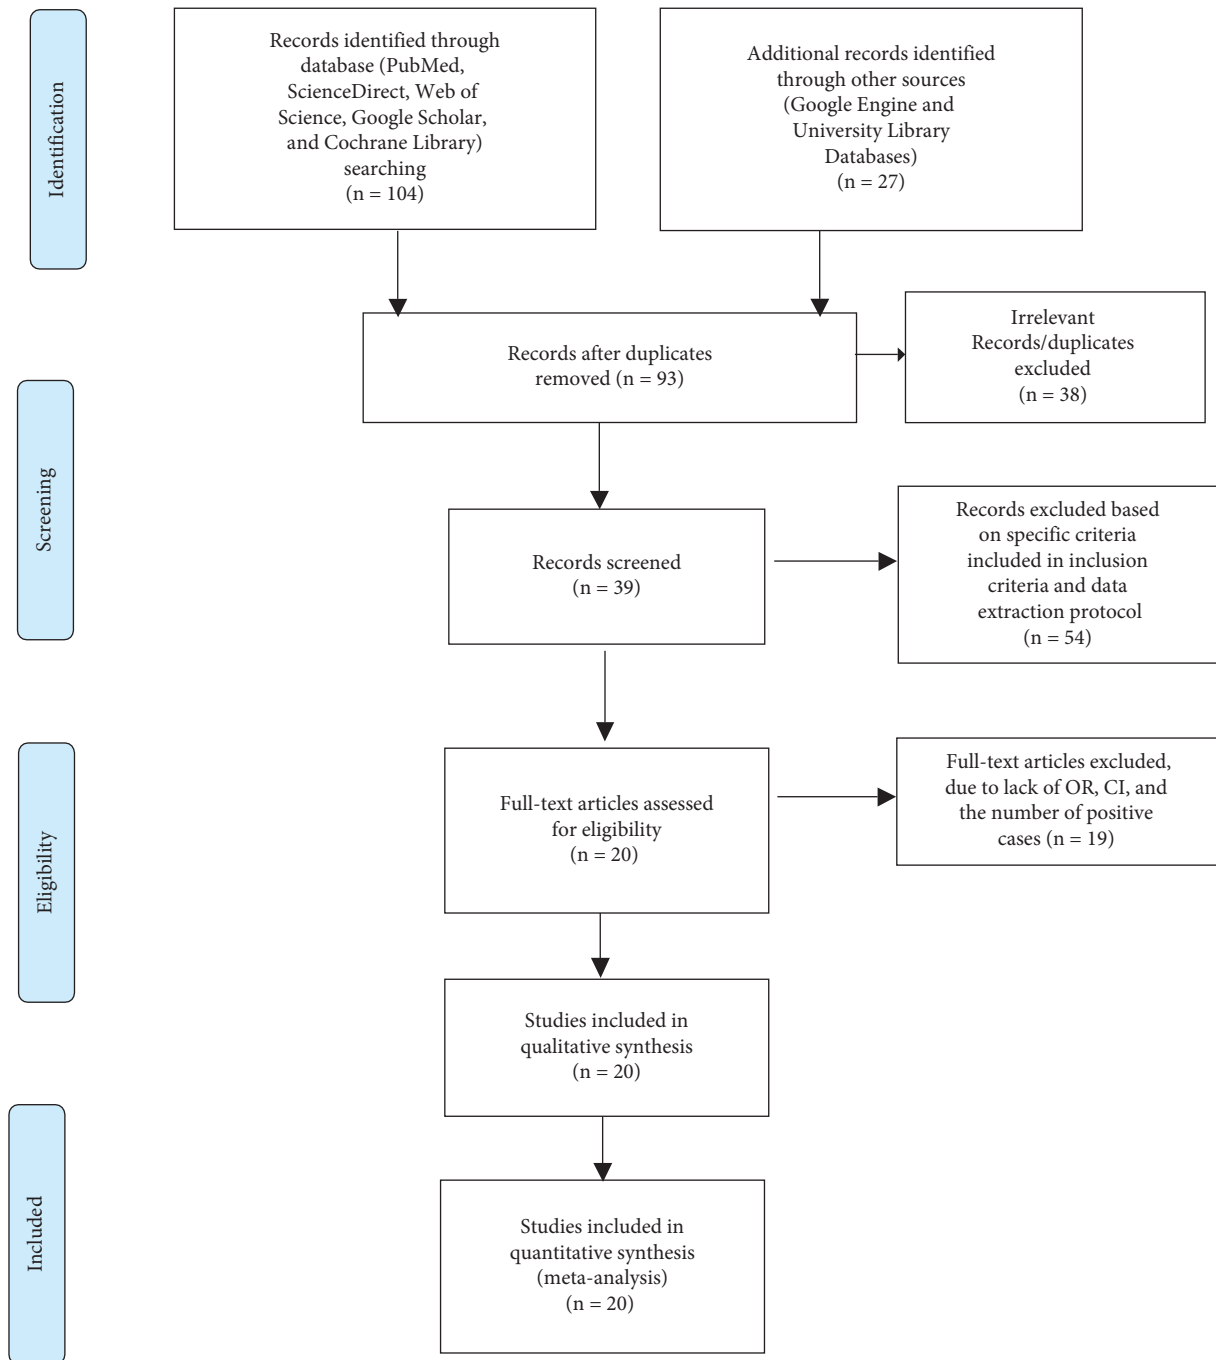 Identification
Records identified through
database (PubMed,
ScienceDirect, Web of
Science, Google Scholar,
and Cochrane Library)
searching
(n = 104)
Additional records identified
through other sources
(Google Engine and
University Library
Databases)
(n = 27)
Records after duplicates
removed (n = 93)
Irrelevant
Records/duplicates
excluded
(n = 38)
Screening
Records screened
(n = 39)
Records excluded based
on specific criteria
included in inclusion
criteria and data
extraction protocol
(n = 54)
Eligibility
Full-text articles assessed
for eligibility
(n = 20)
Full-text articles excluded,
due to lack of OR, CI, and
the number of positive
cases (n = 19)
Studies included in
qualitative synthesis
(n = 20)
Included
Studies included in
quantitative synthesis
(meta-analysis)
(n = 20)